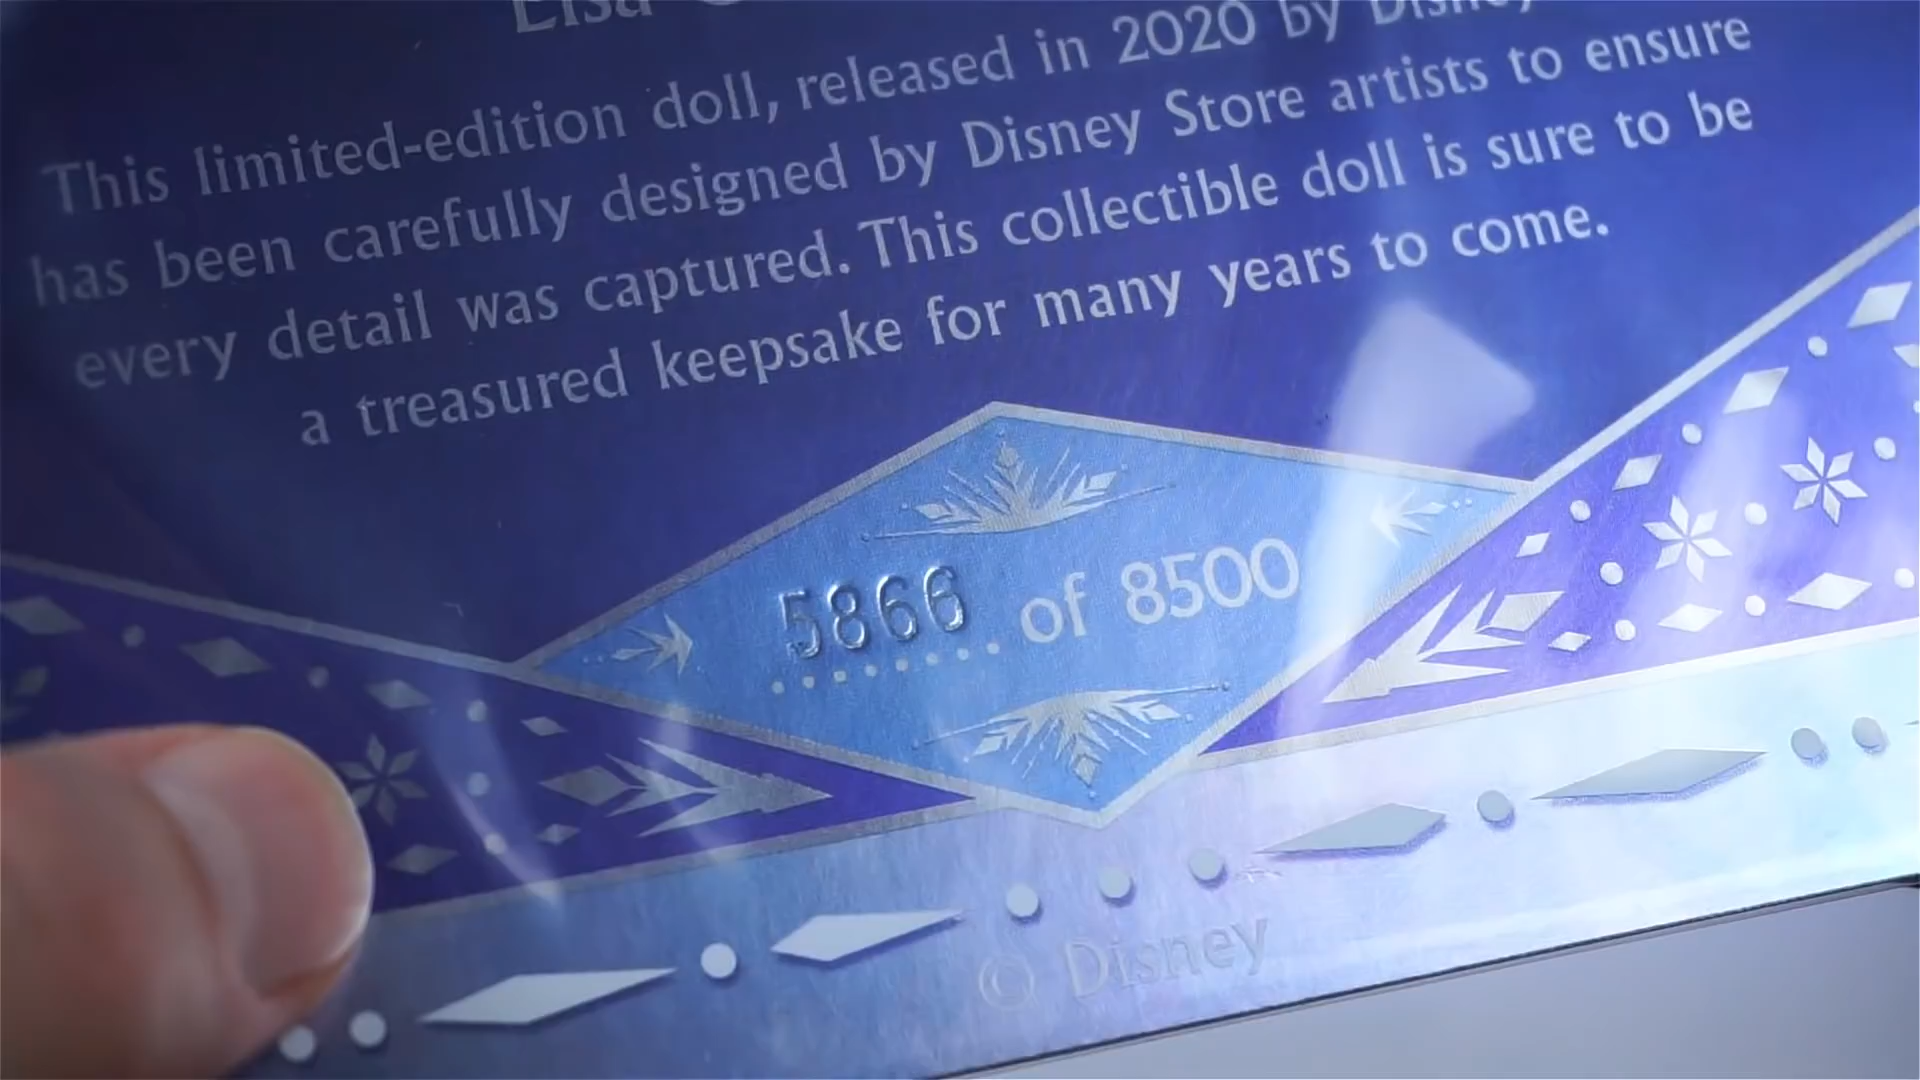 Elsa
This limited-edition doll, released in 2020 by Disney
has been carefully designed by Disney Store artists to ensure
every detail was captured. This collectible doll is sure to be
a treasured keepsake for many years to come.
5866 of 8500
© Disney